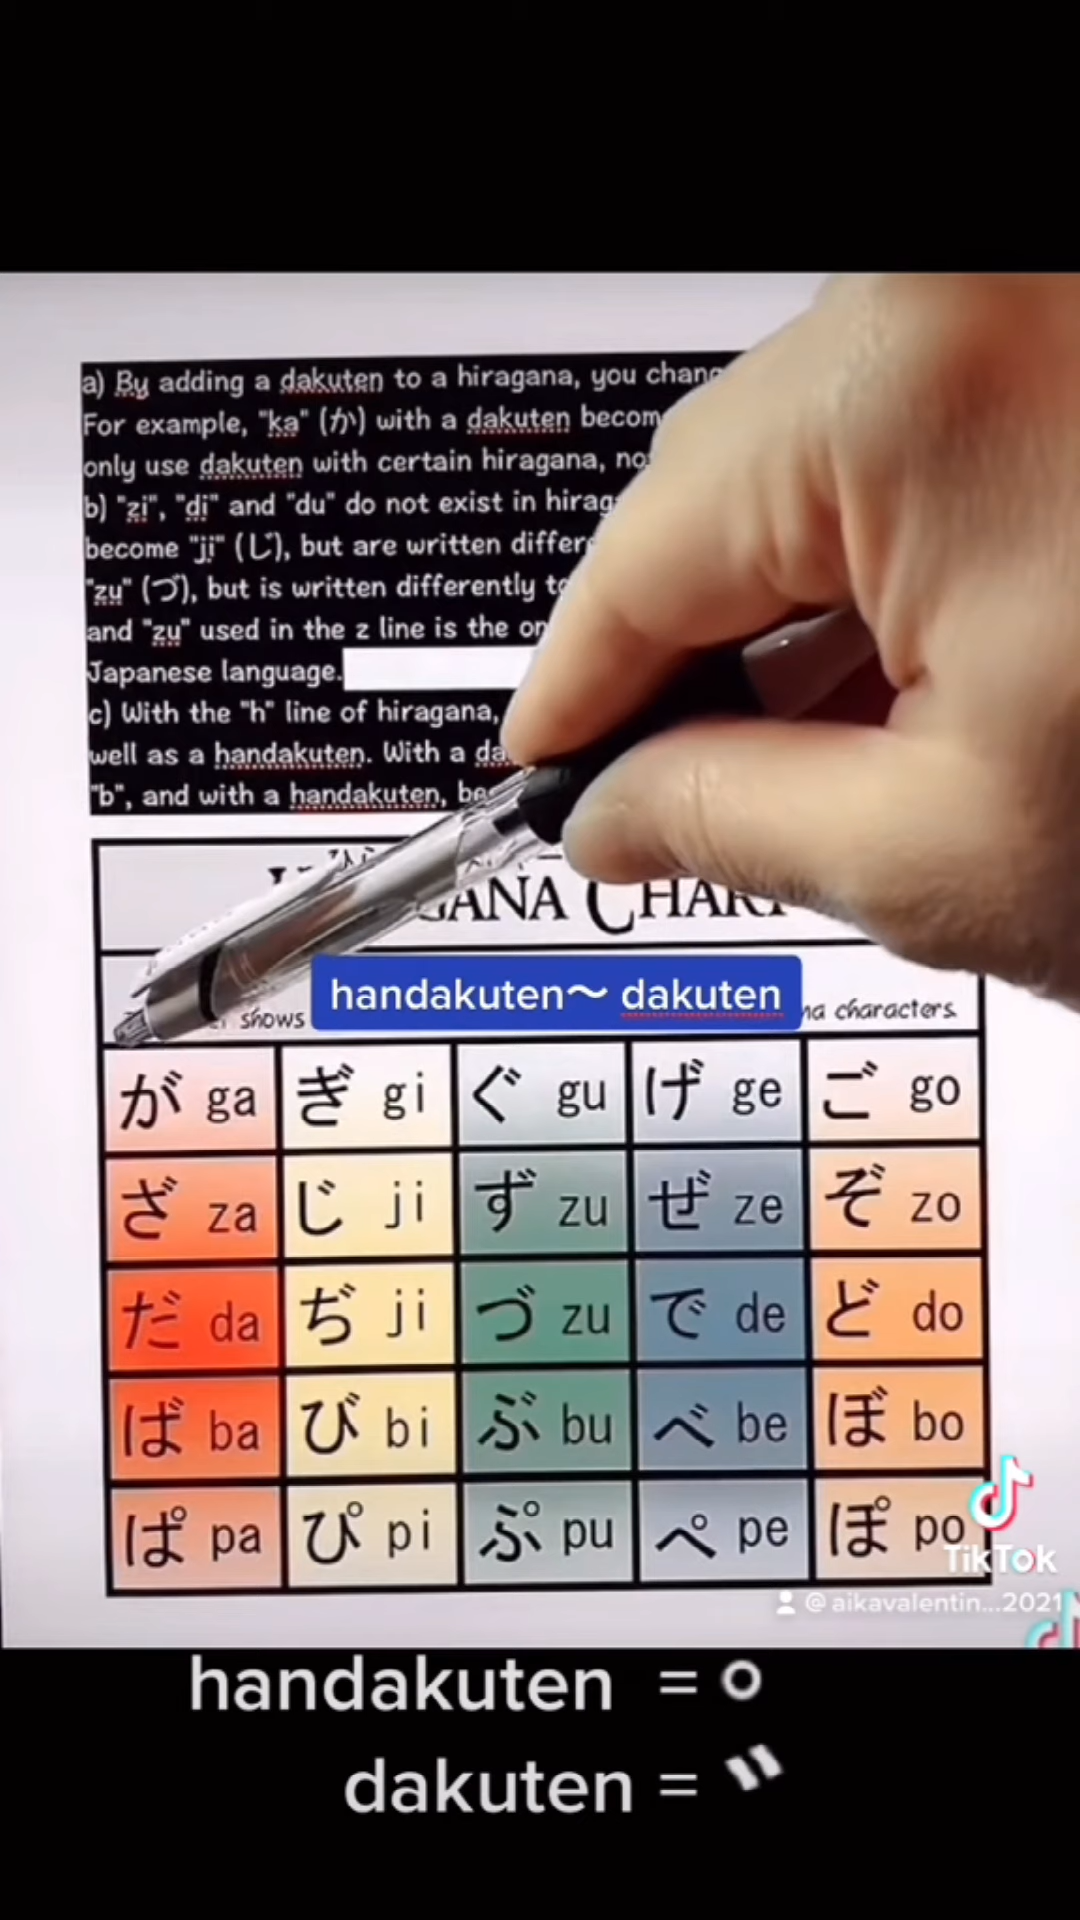 a) By adding a dakuten to a hiragana, you
For example, "ka" (か) with a dakuten
only use dakuten with certain hiragana,
b) "zi", "di" and "du" do not exist in
become "ji" (じ), but are written
"zu" (づ), but is written differently
and "zu" used in the z line is the
Japanese language.
c) With the "h" line of hiragana,
well as a handakuten. With a
"b", and with a handakuten,
CHART
handakuten〜 dakuten
shows characters.
が ga ぎ gi ぐ gu げ ge ご go
ざ za じ ji ず zu ぜ ze ぞ zo
だ da ぢ ji づ zu で de ど do
ば ba び bi ぶ bu べ be ぼ bo
ぱ pa ぴ pi ぷ pu ぺ pe ぽ po
TikTok
@aikavalentin...2021
handakuten = °
dakuten = "